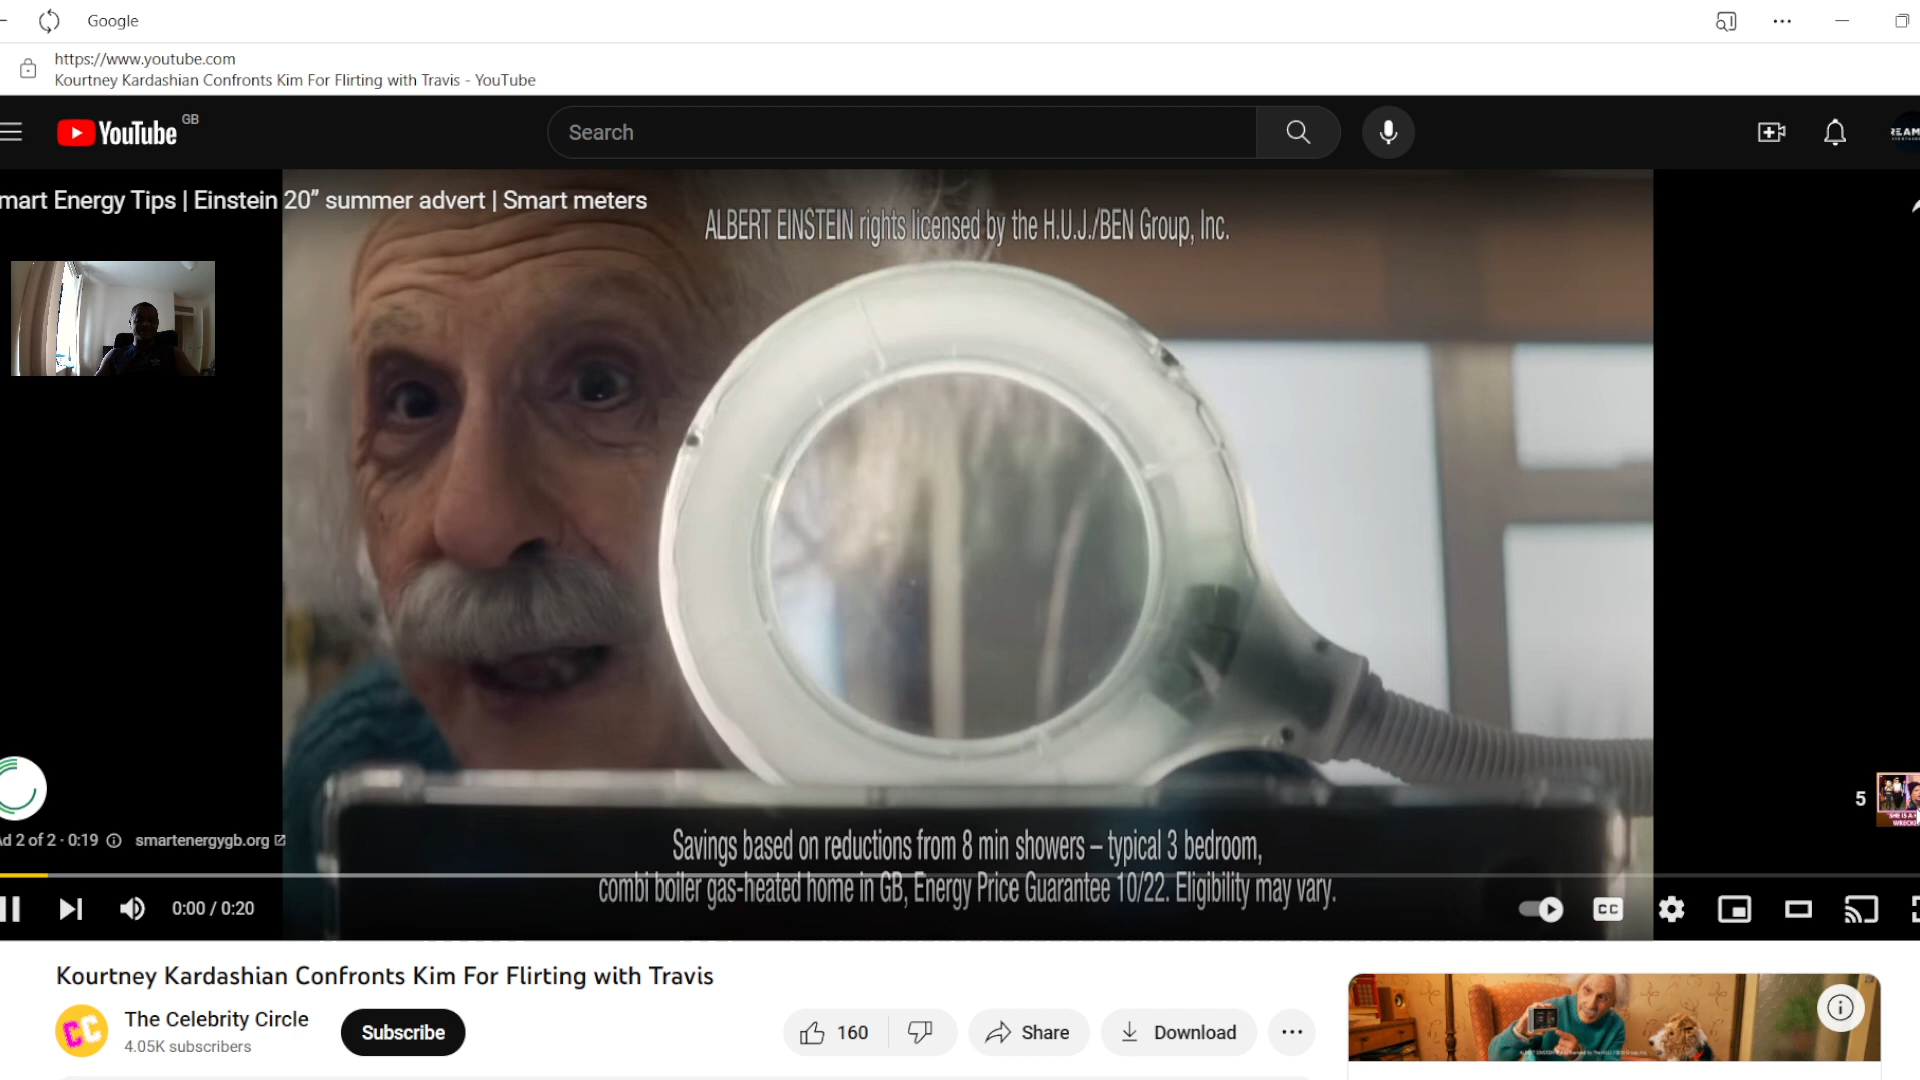 Google
https://www.youtube.com
Kourtney Kardashian Confronts Kim For Flirting with Travis - YouTube
YouTube GB
Search
mart Energy Tips | Einstein 20” summer advert | Smart meters
ALBERT EINSTEIN rights licensed by the H.U.J./BEN Group, Inc.
5
SHE IS A
Ad 2 of 2 · 0:19 smartenergygb.org
Savings based on reductions from 8 min showers – typical 3 bedroom,
combi boiler gas-heated home in GB, Energy Price Guarantee 10/22. Eligibility may vary.
0:00 / 0:20
CC
Kourtney Kardashian Confronts Kim For Flirting with Travis
CC
The Celebrity Circle
4.05K subscribers
Subscribe
160
Share
Download